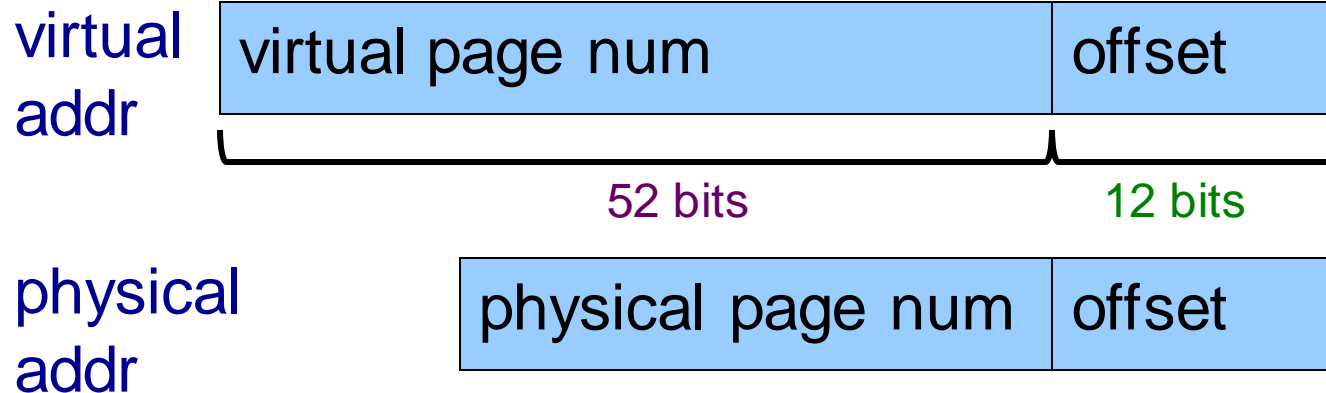 virtual
addr
virtual page num
offset
52 bits
12 bits
physical
addr
physical page num
offset